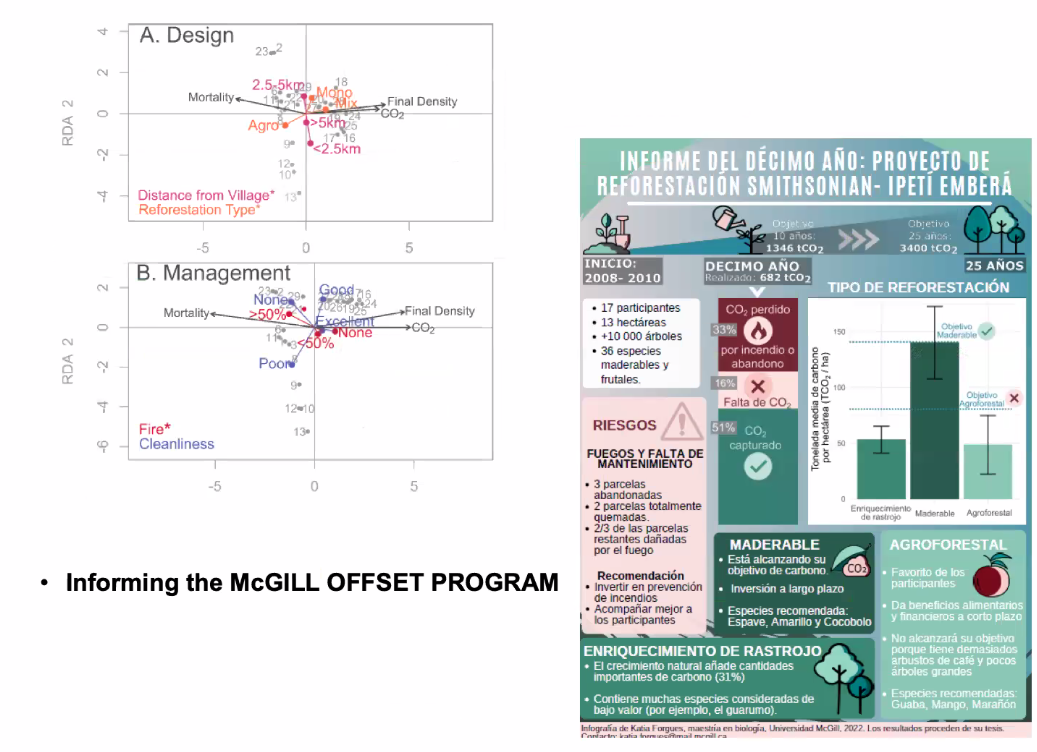 A. Design
23
2
2.5-5km
29
18
Mono
Mix
Mortality
Final Density
CO₂
Agro
>5km
24
25
17
16
<2.5km
9
12
10
13
RDA 2
4
2
0
-2
-4
Distance from Village*
Reforestation Type*
-5
0
5
B. Management
Good
None
>50%
29
16
24
25
Mortality
Final Density
Excellent
CO₂
None
<50%
11
3
Poor
9
12
10
13
RDA 2
2
0
-2
-4
-6
Fire*
Cleanliness
-5
0
5
• Informing the McGILL OFFSET PROGRAM
INFORME DEL DÉCIMO AÑO: PROYECTO DE
REFORESTACIÓN SMITHSONIAN- IPETÍ EMBERÁ
Objetivo
10 años:
1346 tCO₂
Objetivo
25 años:
3400 tCO₂
INICIO:
2008- 2010
DECIMO AÑO
Realizado: 682 tCO₂
25 AÑOS
• 17 participantes
• 13 hectáreas
• +10 000 árboles
• 36 especies
maderables y
frutales.
CO₂ perdido
33%
por incendio o
abandono
16%
Falta de CO₂
51%
CO₂
capturado
TIPO DE REFORESTACIÓN
Tonelada media de carbono
por hectárea (TCO₂ / ha)
150
100
50
0
Objetivo
Maderable
Objetivo
Agroforestal
Enriquecimiento
de rastrojo
Maderable
Agroforestal
RIESGOS
FUEGOS Y FALTA DE
MANTENIMIENTO
• 3 parcelas
abandonadas
• 2 parcelas totalmente
quemadas.
• 2/3 de las parcelas
restantes dañadas
por el fuego
Recomendación
• Invertir en prevención
de incendios
• Acompañar mejor a
los participantes
MADERABLE
• Está alcanzando su
objetivo de carbono
CO₂
• Inversión a largo plazo
• Especies recomendada:
Espave, Amarillo y Cocobolo
AGROFORESTAL
• Favorito de los
participantes
• Da beneficios alimentarios
y financieros a corto plazo
• No alcanzará su objetivo
porque tiene demasiados
arbustos de café y pocos
árboles grandes
• Especies recomendadas:
Guaba, Mango, Marañón
ENRIQUECIMIENTO DE RASTROJO
• El crecimiento natural añade cantidades
importantes de carbono (31%)
• Contiene muchas especies consideradas de
bajo valor (por ejemplo, el guarumo).
Infografía de Katia Forgues, maestría en biología, Universidad McGill, 2022. Los resultados proceden de su tesis.
Contacto: katia.forgues@mail.mcgill.ca